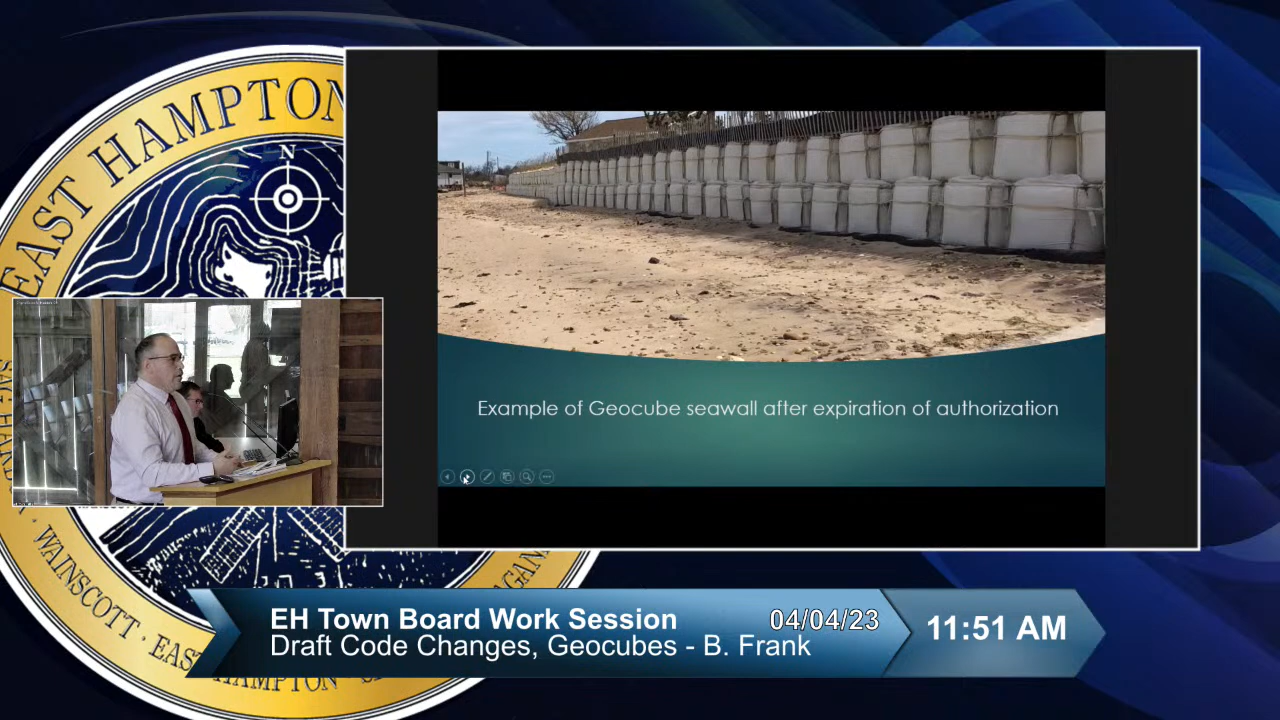 EAST HAMPTON
N
Example of Geocube seawall after expiration of authorization
WAINSCOTT ·
EH Town Board Work Session
04/04/23
11:51 AM
Draft Code Changes, Geocubes - B. Frank